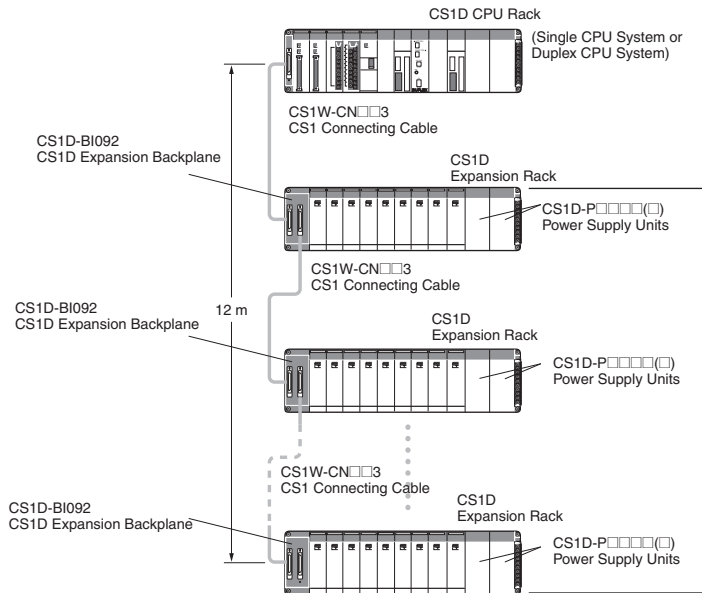 CS1D CPU Rack
(Single CPU System or
Duplex CPU System)
CS1W-CN□□3
CS1 Connecting Cable
CS1D-BI092
CS1D Expansion Backplane
CS1D
Expansion Rack
CS1D-P□□□□(□)
Power Supply Units
CS1W-CN□□3
CS1 Connecting Cable
CS1D-BI092
CS1D Expansion Backplane
12 m
CS1D
Expansion Rack
CS1D-P□□□□(□)
Power Supply Units
CS1W-CN□□3
CS1 Connecting Cable
CS1D-BI092
CS1D Expansion Backplane
CS1D
Expansion Rack
CS1D-P□□□□(□)
Power Supply Units